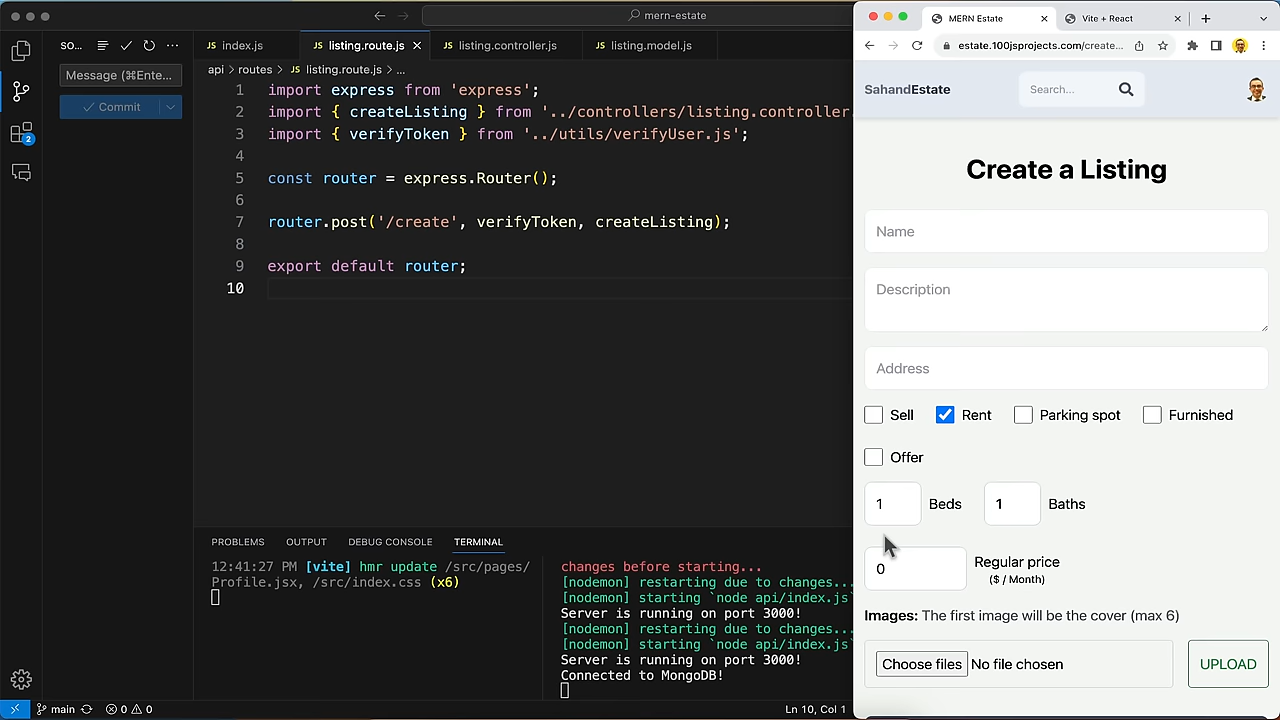 mern-estate
SO...
Message (⌘Ente...
Commit
2
index.js
listing.route.js
listing.controller.js
listing.model.js
api > routes > JS listing.route.js > ...
1 import express from 'express';
2 import { createListing } from '../controllers/listing.controller.
3 import { verifyToken } from '../utils/verifyUser.js';
4
5 const router = express.Router();
6
7 router.post('/create', verifyToken, createListing);
8
9 export default router;
10
PROBLEMS
OUTPUT
DEBUG CONSOLE
TERMINAL
12:41:27 PM [vite] hmr update /src/pages/
Profile.jsx, /src/index.css (x6)
changes before starting...
[nodemon] restarting due to changes...
[nodemon] starting `node api/index.js`
Server is running on port 3000!
[nodemon] restarting due to changes...
[nodemon] starting `node api/index.js`
Server is running on port 3000!
Connected to MongoDB!
main
0
0
Ln 10, Col 1
MERN Estate
Vite + React
estate.100jsprojects.com/create...
SahandEstate
Search...
Create a Listing
Name
Description
Address
Sell
Rent
Parking spot
Furnished
Offer
1 Beds
1 Baths
0
Regular price
($ / Month)
Images: The first image will be the cover (max 6)
Choose files No file chosen
UPLOAD